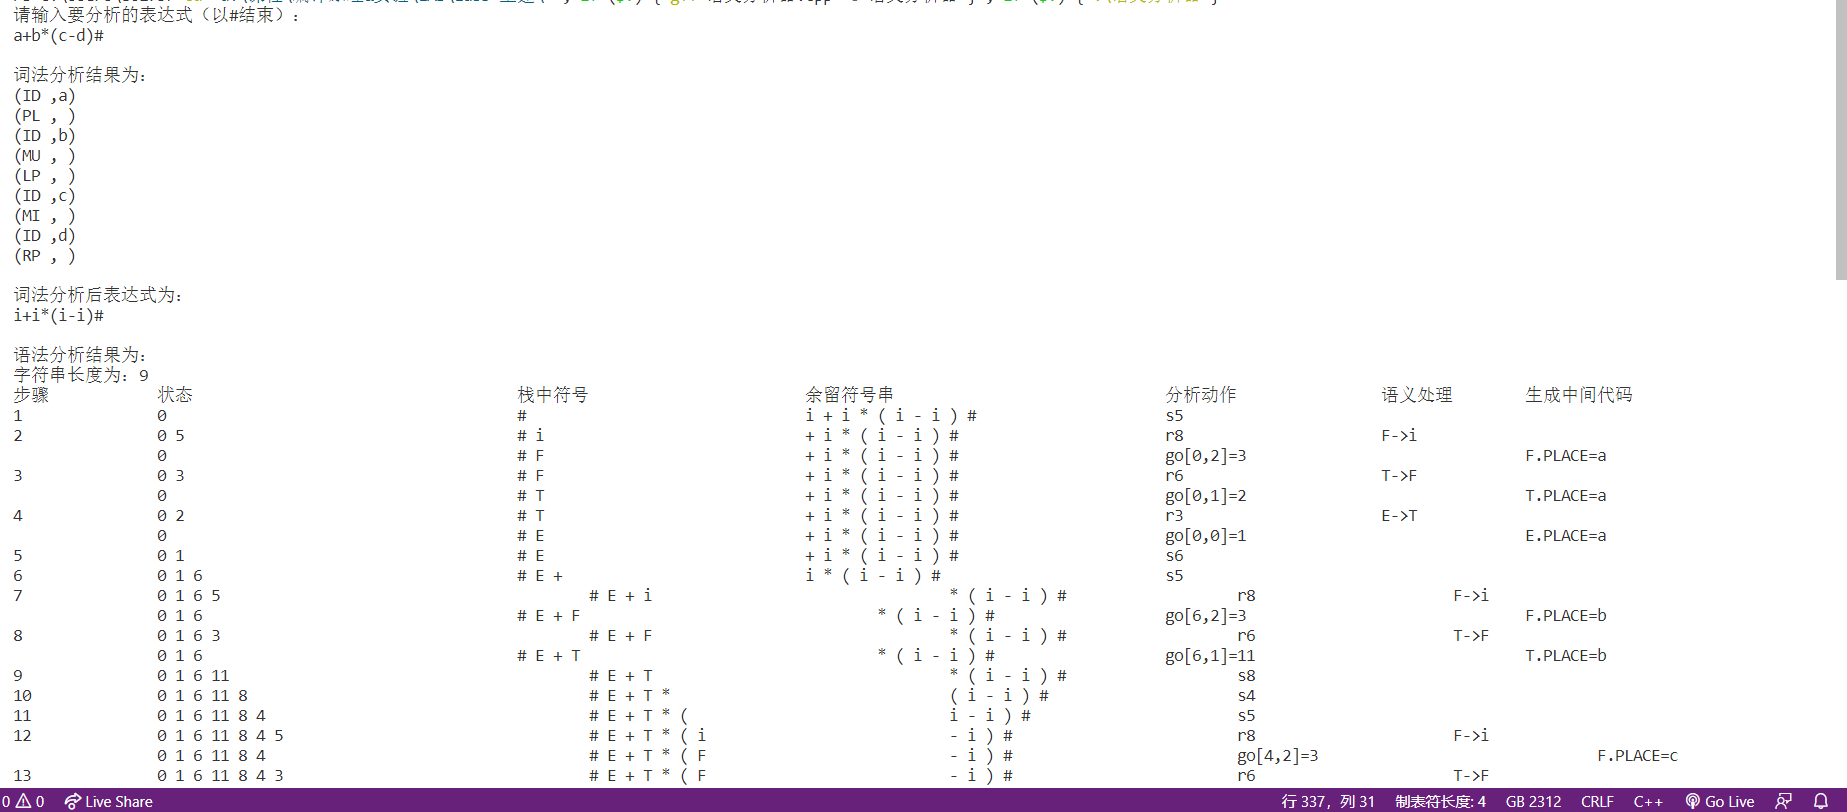 请输入要分析的表达式（以#结束）：
a+b*(c-d)#
词法分析结果为：
(ID ,a)
(PL , )
(ID ,b)
(MU , )
(LP , )
(ID ,c)
(MI , )
(ID ,d)
(RP , )
词法分析后表达式为：
i+i*(i-i)#
语法分析结果为：
字符串长度为：9
步骤 状态 栈中符号 余留符号串 分析动作 语义处理 生成中间代码
1 0 # i + i * ( i - i ) # s5
2 0 5 # i + i * ( i - i ) # r8 F->i
0 # F + i * ( i - i ) # go[0,2]=3 F.PLACE=a
3 0 3 # F + i * ( i - i ) # r6 T->F
0 # T + i * ( i - i ) # go[0,1]=2 T.PLACE=a
4 0 2 # T + i * ( i - i ) # r3 E->T
0 # E + i * ( i - i ) # go[0,0]=1 E.PLACE=a
5 0 1 # E + i * ( i - i ) # s6
6 0 1 6 # E + i * ( i - i ) # s5
7 0 1 6 5 # E + i * ( i - i ) # r8 F->i
0 1 6 # E + F * ( i - i ) # go[6,2]=3 F.PLACE=b
8 0 1 6 3 # E + F * ( i - i ) # r6 T->F
0 1 6 # E + T * ( i - i ) # go[6,1]=11 T.PLACE=b
9 0 1 6 11 # E + T * ( i - i ) # s8
10 0 1 6 11 8 # E + T * ( i - i ) # s4
11 0 1 6 11 8 4 # E + T * ( i - i ) # s5
12 0 1 6 11 8 4 5 # E + T * ( i - i ) # r8 F->i
0 1 6 11 8 4 # E + T * ( F - i ) # go[4,2]=3 F.PLACE=c
13 0 1 6 11 8 4 3 # E + T * ( F - i ) # r6 T->F
0 0 Live Share 行 337，列 31 制表符长度: 4 GB 2312 CRLF C++ Go Live